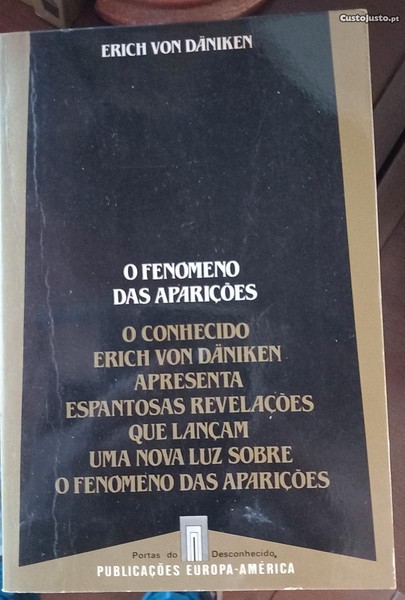 CustoJusto.pt
ERICH VON DÄNIKEN
O FENOMENO
DAS APARIÇÕES
O CONHECIDO
ERICH VON DÄNIKEN
APRESENTA
ESPANTOSAS REVELAÇÕES
QUE LANÇAM
UMA NOVA LUZ SOBRE
O FENOMENO DAS APARIÇÕES
Portas do Desconhecido
PUBLICAÇÕES EUROPA-AMÉRICA